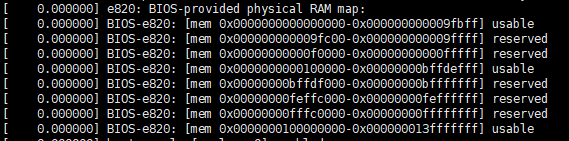 [    0.000000] e820: BIOS-provided physical RAM map:
[    0.000000] BIOS-e820: [mem 0x0000000000000000-0x000000000009fbff] usable
[    0.000000] BIOS-e820: [mem 0x000000000009fc00-0x000000000009ffff] reserved
[    0.000000] BIOS-e820: [mem 0x00000000000f0000-0x00000000000fffff] reserved
[    0.000000] BIOS-e820: [mem 0x0000000000100000-0x00000000bffdefff] usable
[    0.000000] BIOS-e820: [mem 0x00000000bffdf000-0x00000000bfffffff] reserved
[    0.000000] BIOS-e820: [mem 0x00000000feffc000-0x00000000feffffff] reserved
[    0.000000] BIOS-e820: [mem 0x00000000fffc0000-0x00000000ffffffff] reserved
[    0.000000] BIOS-e820: [mem 0x0000000100000000-0x000000013fffffff] usable